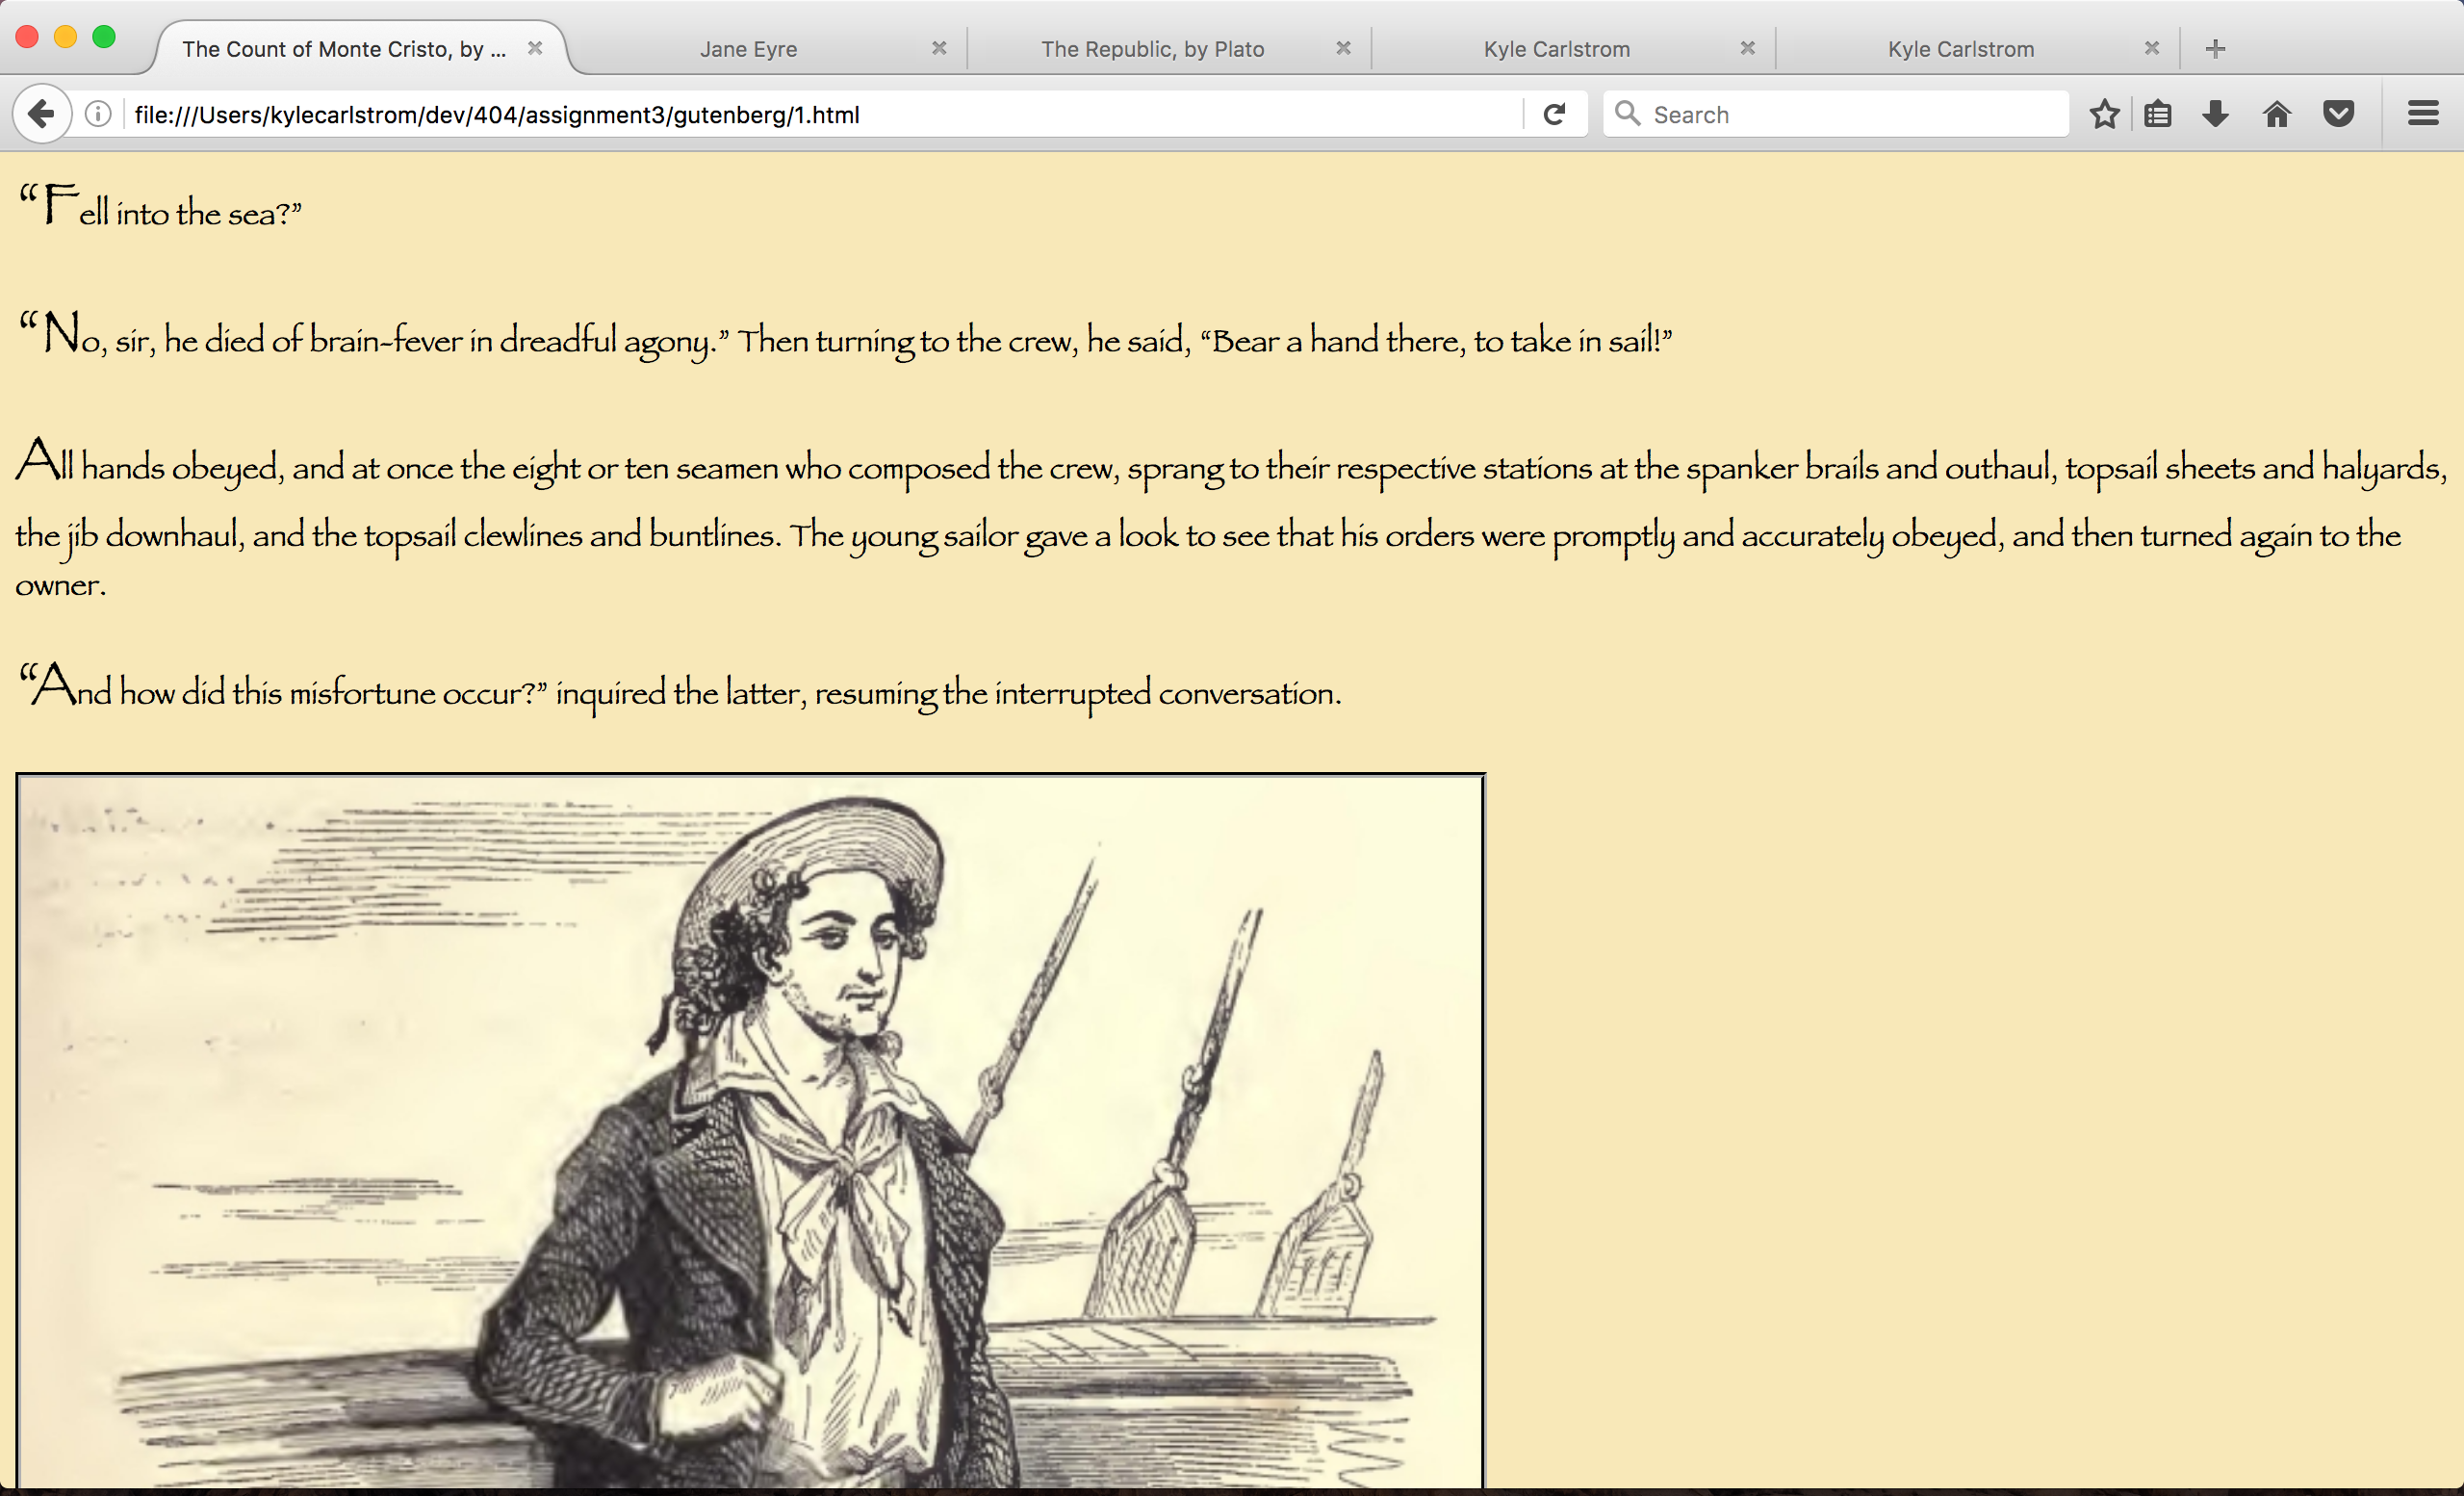 The Count of Monte Cristo, by ...
Jane Eyre
The Republic, by Plato
Kyle Carlstrom
Kyle Carlstrom
file:///Users/kylecarlstrom/dev/404/assignment3/gutenberg/1.html
Search
“Fell into the sea?”
“No, sir, he died of brain-fever in dreadful agony.” Then turning to the crew, he said, “Bear a hand there, to take in sail!”
All hands obeyed, and at once the eight or ten seamen who composed the crew, sprang to their respective stations at the spanker brails and outhaul, topsail sheets and halyards,
the jib downhaul, and the topsail clewlines and buntlines. The young sailor gave a look to see that his orders were promptly and accurately obeyed, and then turned again to the
owner.
“And how did this misfortune occur?” inquired the latter, resuming the interrupted conversation.